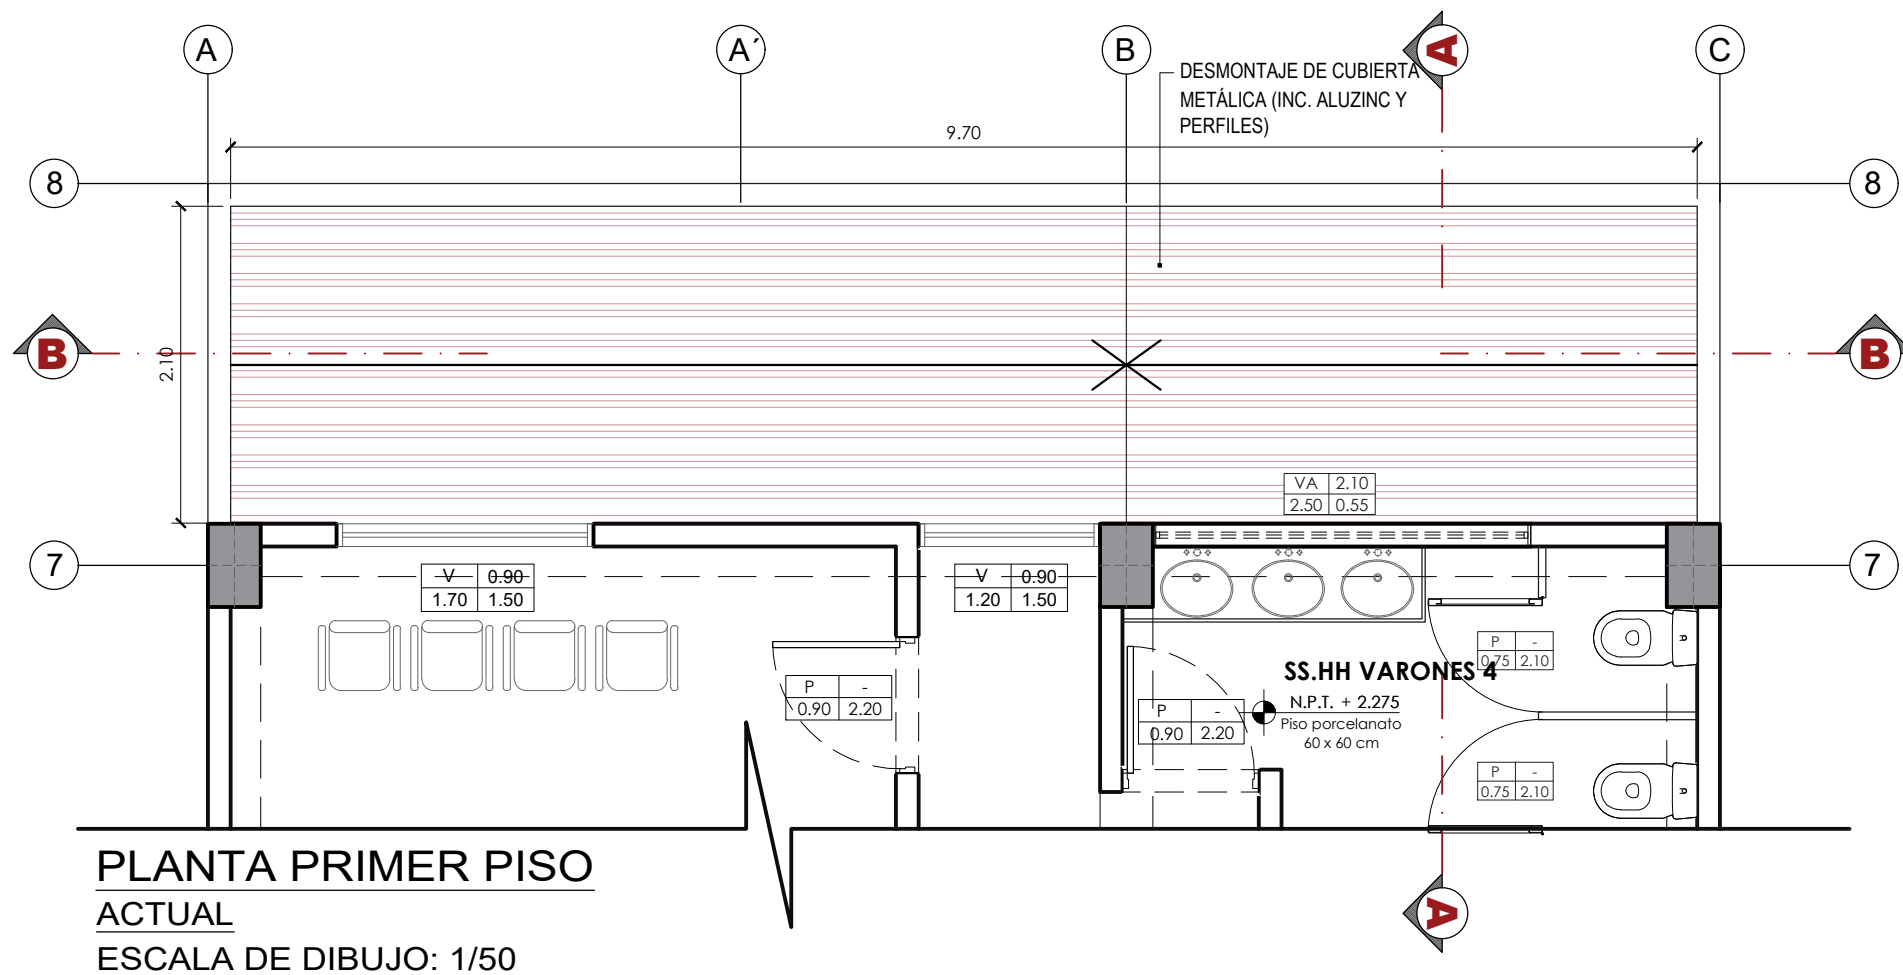 A
A´
B
A
C
DESMONTAJE DE CUBIERTA
METÁLICA (INC. ALUZINC Y
PERFILES)
9.70
8
8
B
2.10
B
VA 2.10
2.50 0.55
7
7
V 0.90
1.70 1.50
V 0.90
1.20 1.50
P -
0.75 2.10
SS.HH VARONES 4
P -
0.90 2.20
N.P.T. + 2.275
P -
0.90 2.20
Piso porcelanato
60 x 60 cm
P -
0.75 2.10
PLANTA PRIMER PISO
A
ACTUAL
ESCALA DE DIBUJO: 1/50